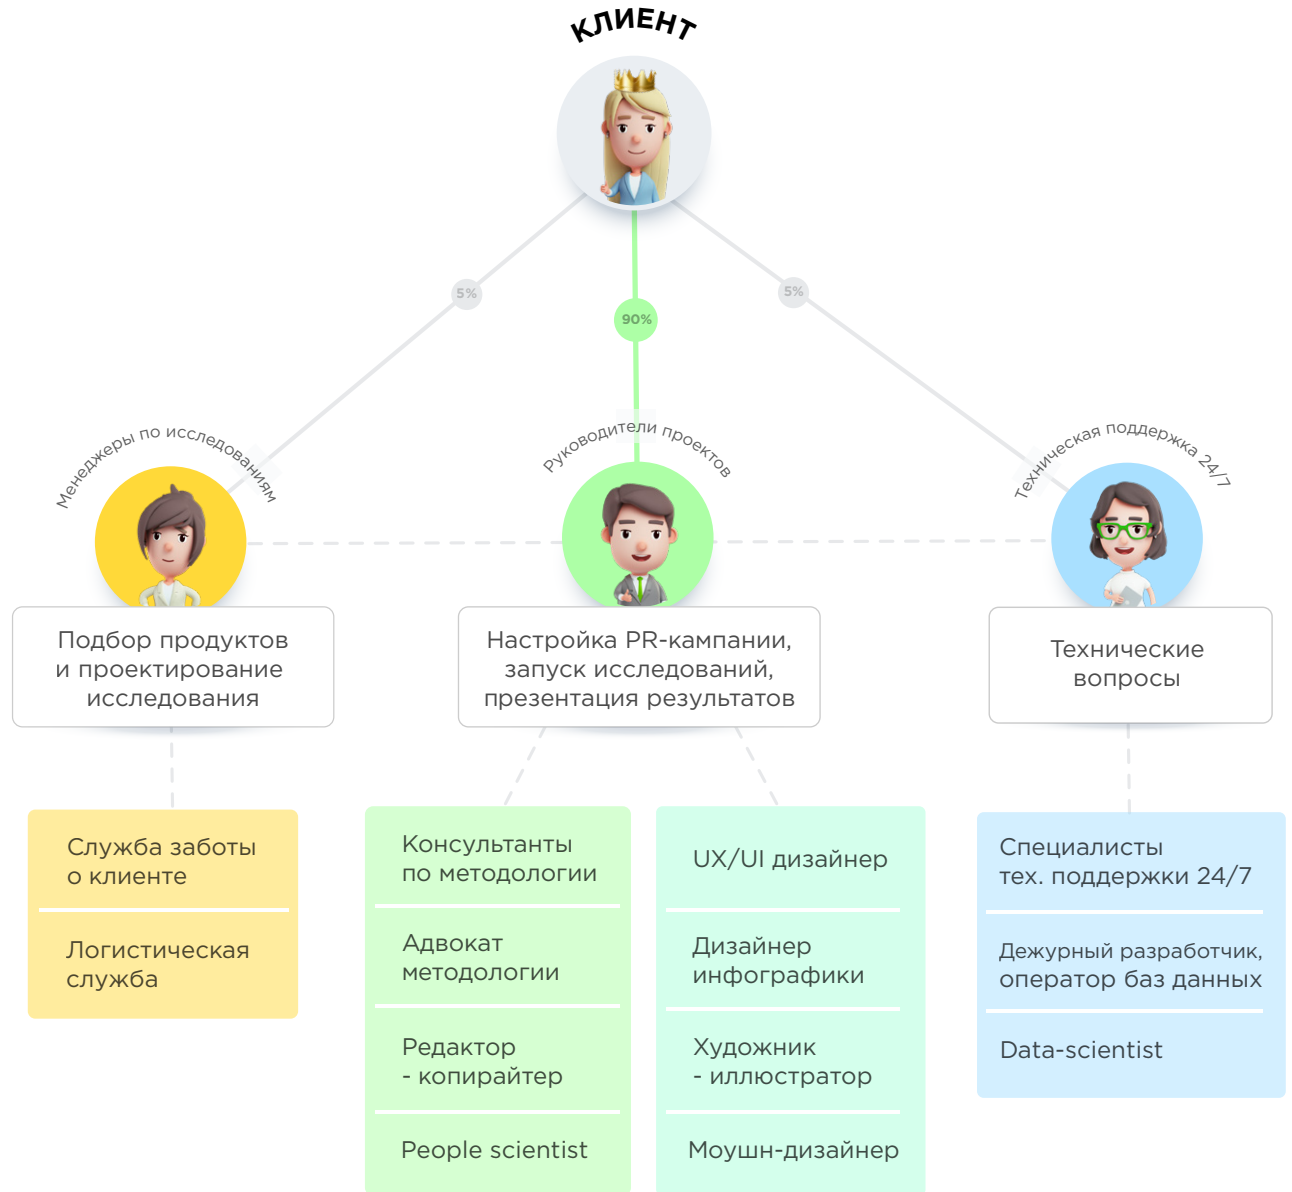 КЛИЕНТ
5%
90%
5%
Менеджеры по исследованиям
Руководители проектов
Техническая поддержка 24/7
Подбор продуктов
и проектирование
исследования
Настройка PR-кампании,
запуск исследований,
презентация результатов
Технические
вопросы
Служба заботы
о клиенте
Логистическая
служба
Консультанты
по методологии
Адвокат
методологии
Редактор
- копирайтер
People scientist
UX/UI дизайнер
Дизайнер
инфографики
Художник
- иллюстратор
Моушн-дизайнер
Специалисты
тех. поддержки 24/7
Дежурный разработчик,
оператор баз данных
Data-scientist